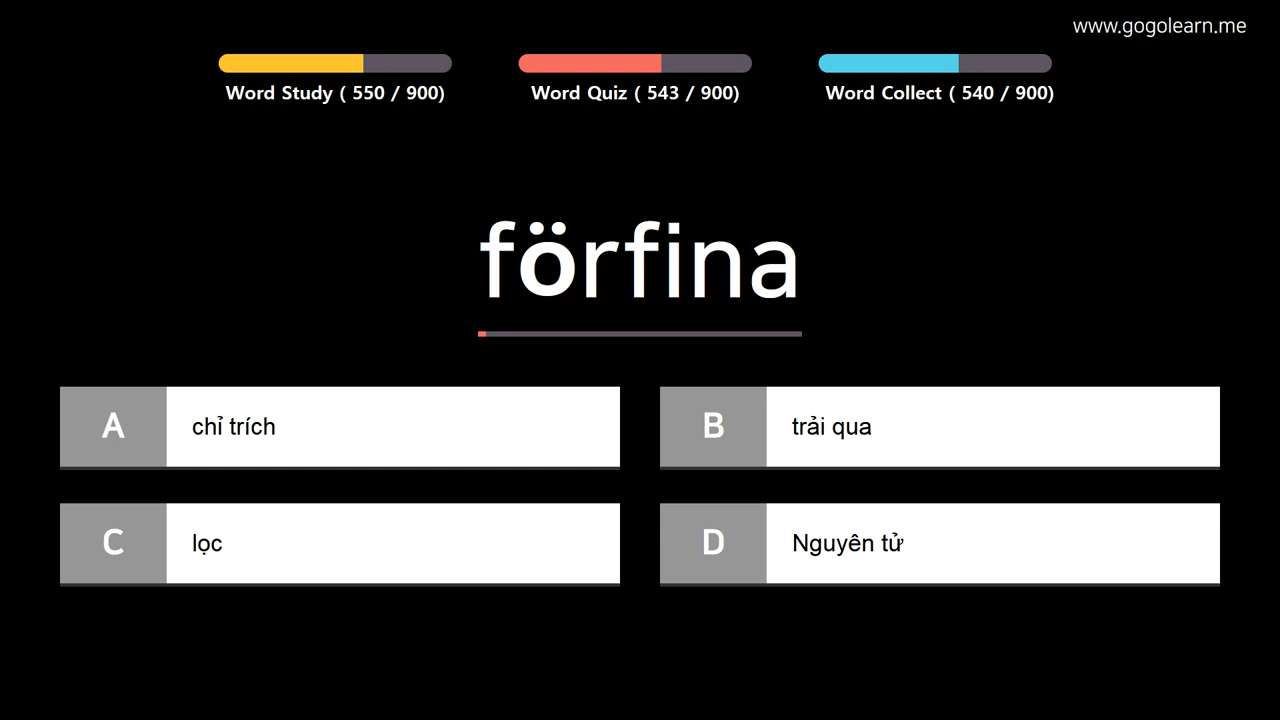 www.gogolearn.me
Word Study ( 550 / 900)
Word Quiz ( 543 / 900)
Word Collect ( 540 / 900)
förfina
A chỉ trích
B trải qua
C lọc
D Nguyên tử